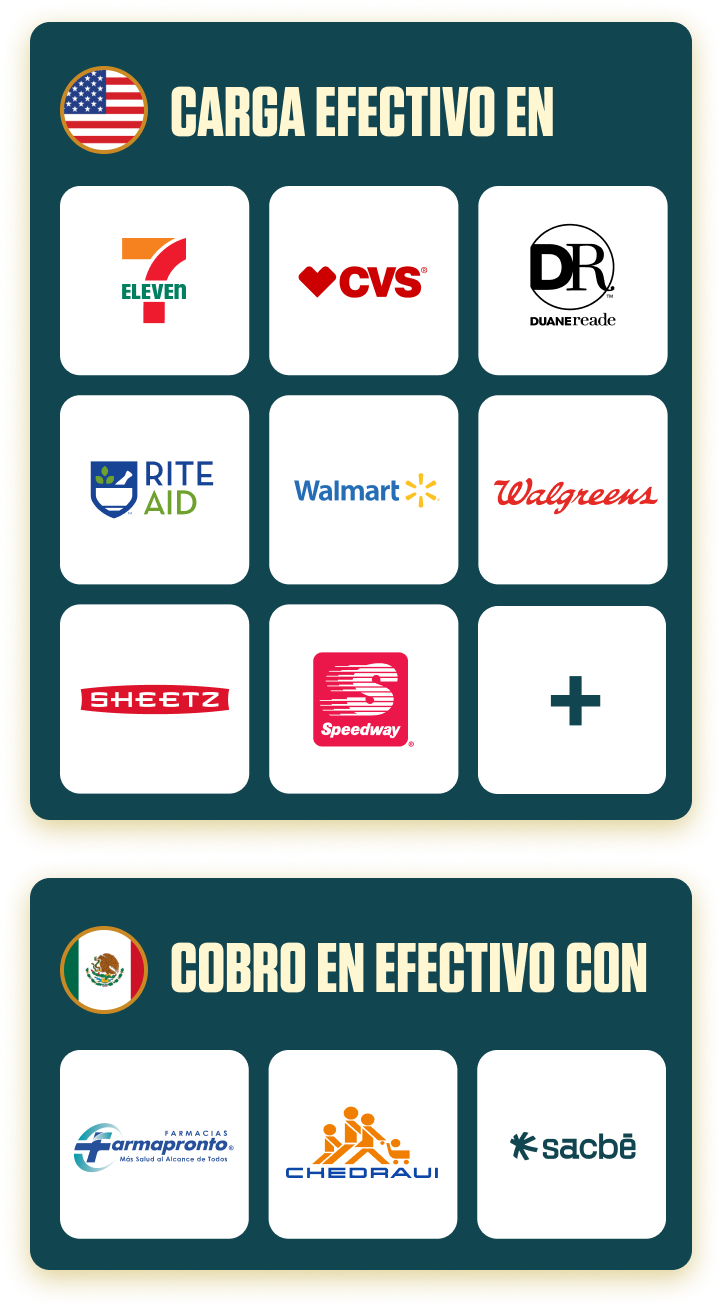 CARGA EFECTIVO EN
7
ELEVEn
CVS®
DR™
DUANEreade
RITE
AID
Walmart
Walgreens
SHEETZ
S
Speedway®
+
COBRO EN EFECTIVO CON
FARMACIAS
Farmapronto®
Más Salud al Alcance de Todos
CHEDRAUI
sacbē